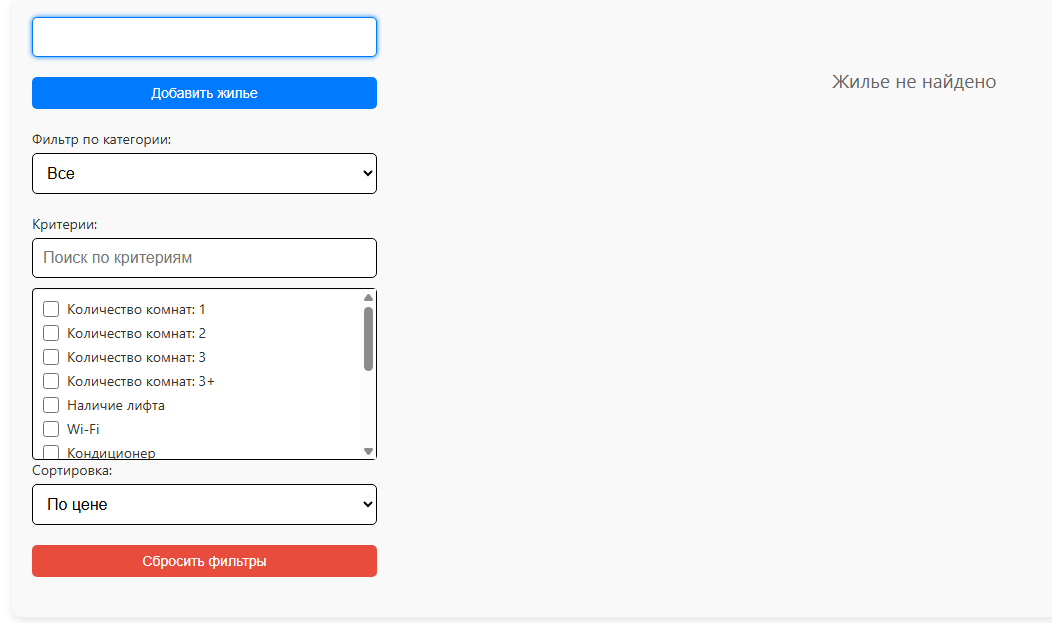 Добавить жилье
Жилье не найдено
Фильтр по категории:
Все
Критерии:
Поиск по критериям
Количество комнат: 1
Количество комнат: 2
Количество комнат: 3
Количество комнат: 3+
Наличие лифта
Wi-Fi
Кондиционер
Сортировка:
По цене
Сбросить фильтры